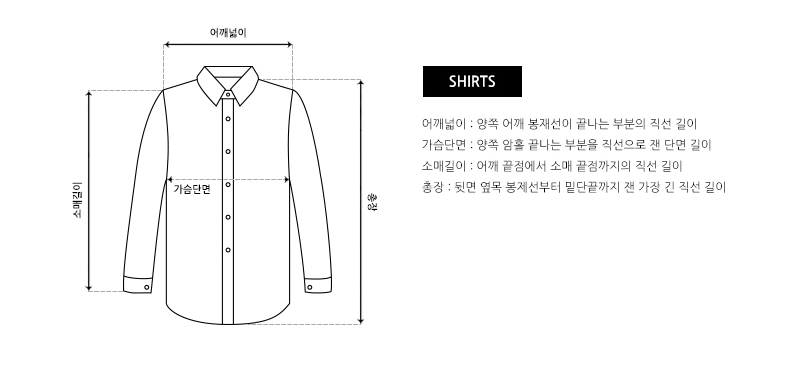 어깨넓이
소매길이
가슴단면
총장
SHIRTS
어깨넓이 : 양쪽 어깨 봉재선이 끝나는 부분의 직선 길이
가슴단면 : 양쪽 암홀 끝나는 부분을 직선으로 잰 단면 길이
소매길이 : 어깨 끝점에서 소매 끝점까지의 직선 길이
총장 : 뒷면 옆목 봉제선부터 밑단끝까지 잰 가장 긴 직선 길이